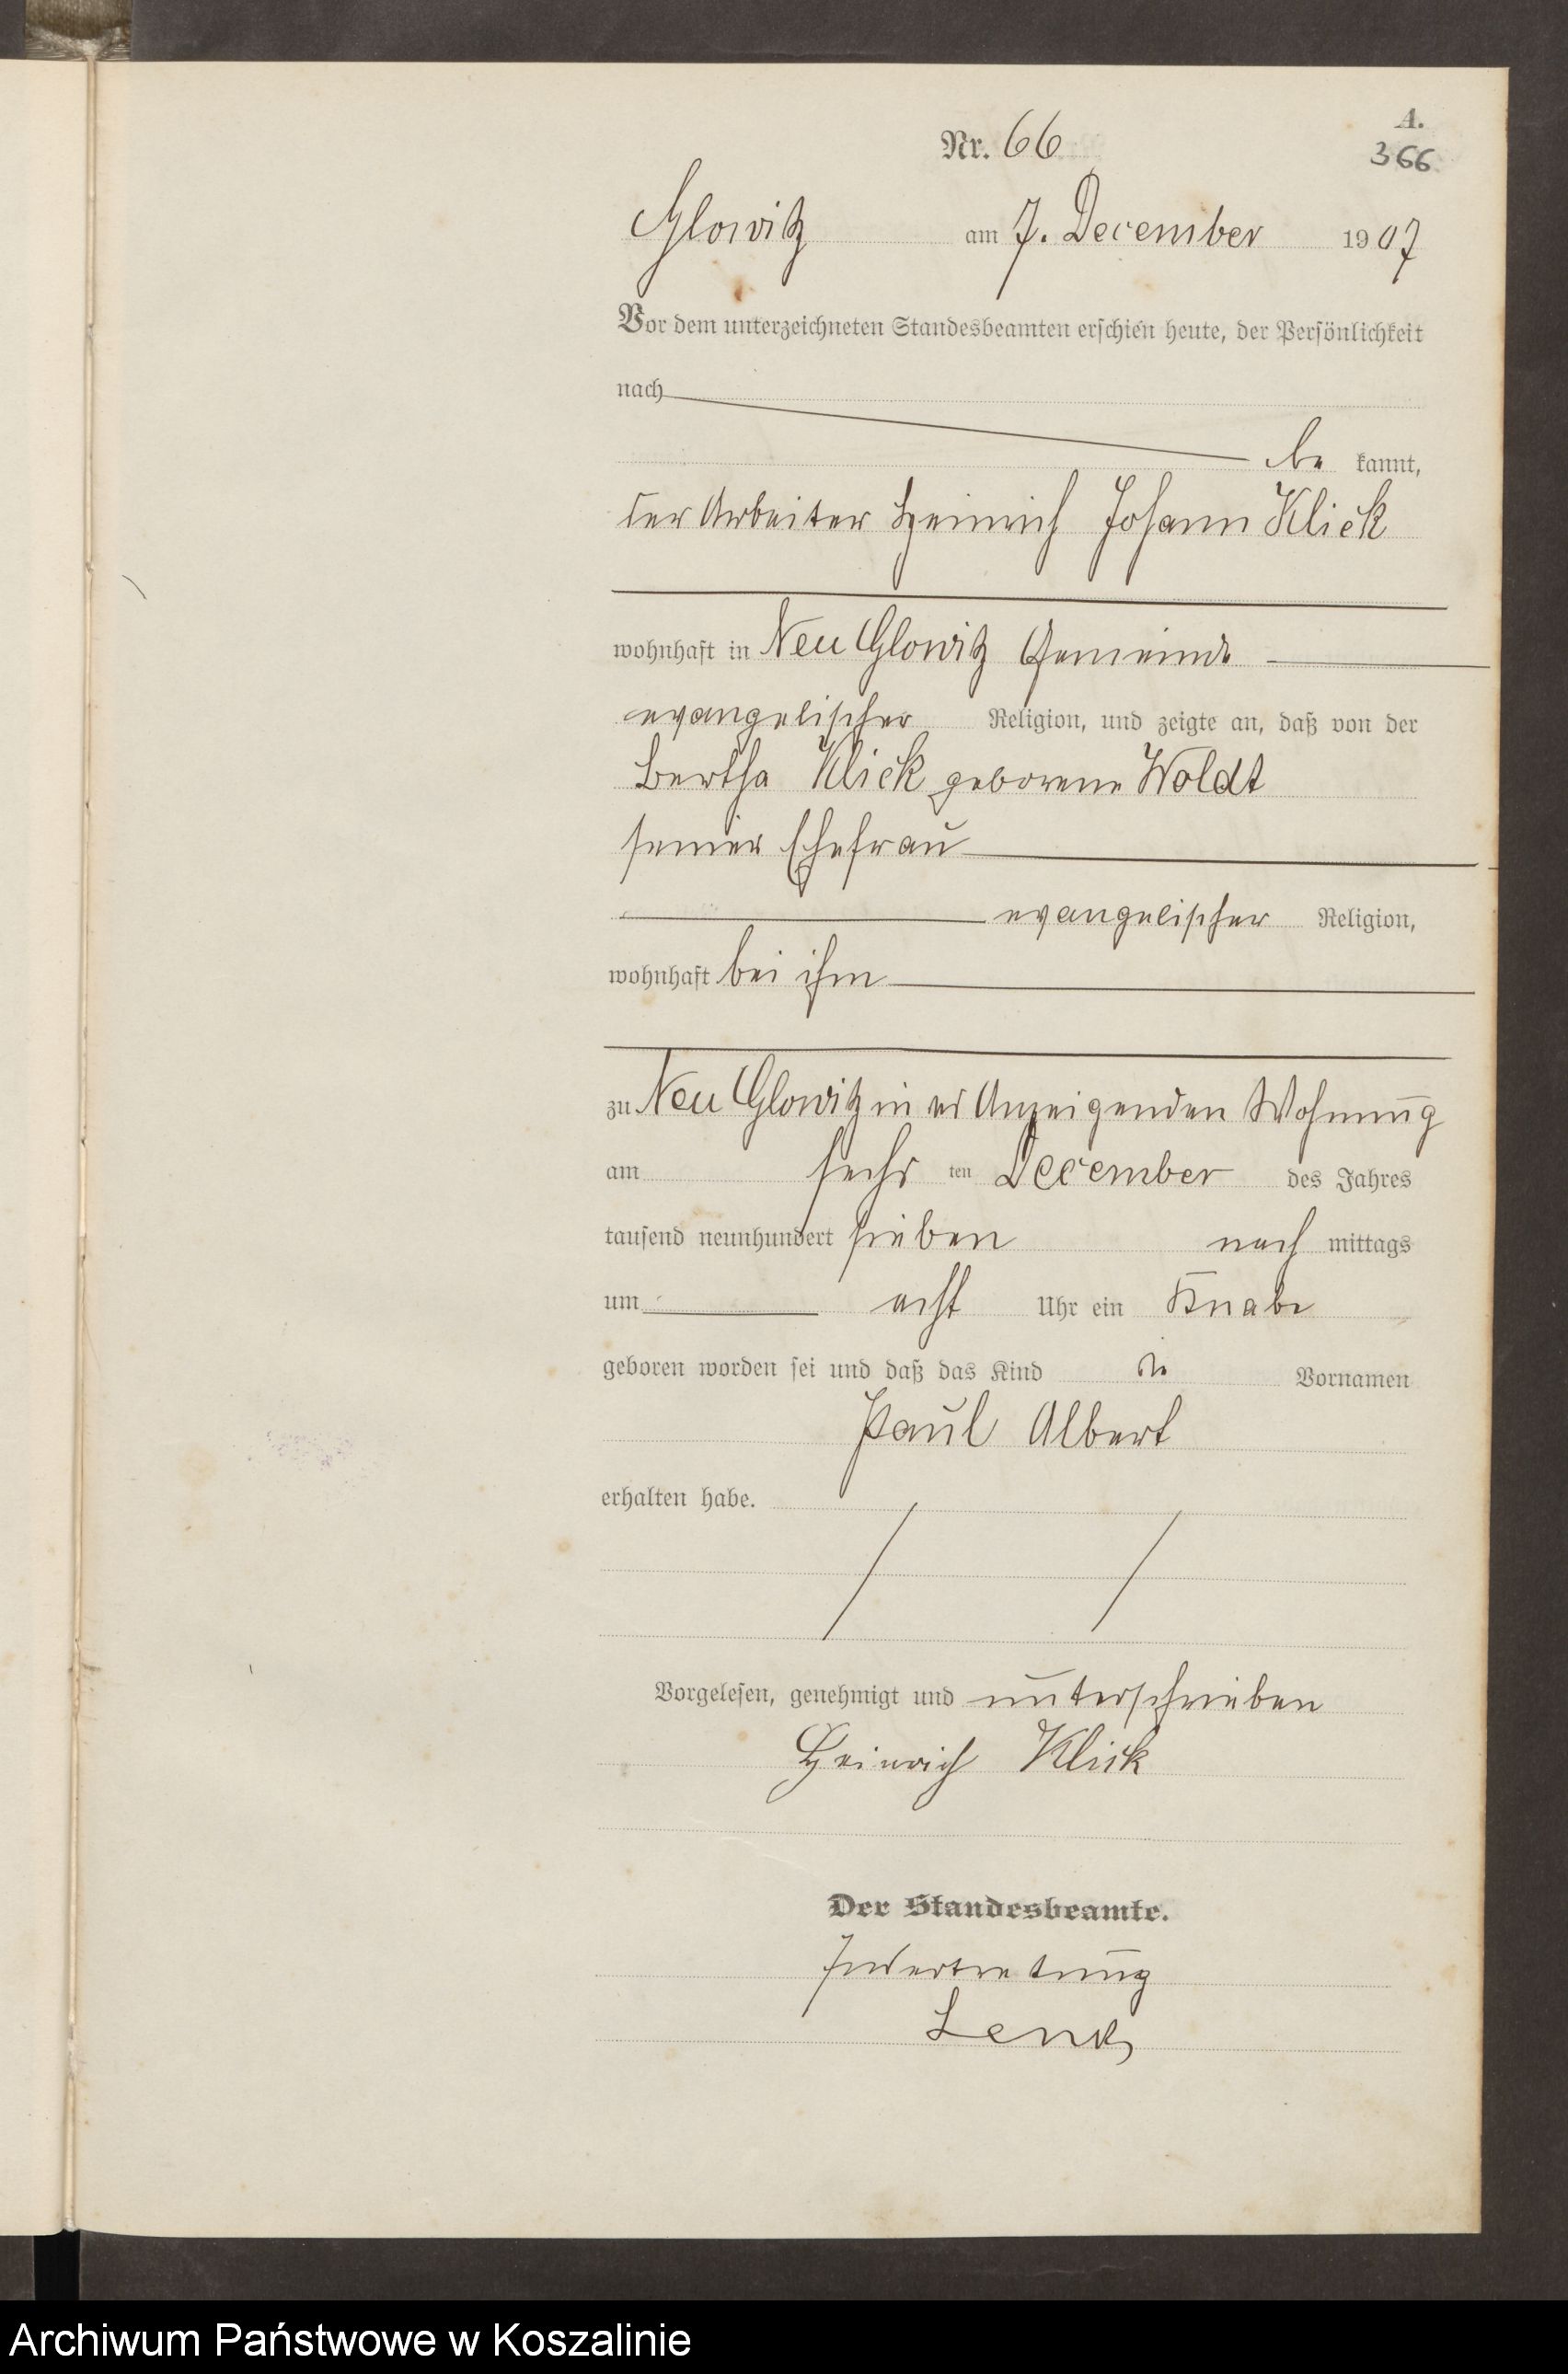 A.
Nr. 66
366
Glowitz am 7. December 1907
Vor dem unterzeichneten Standesbeamten erschien heute, der Persönlichkeit
nach
be kannt,
der Arbeiter Heinrich Johann Klick
wohnhaft in Neu Glowitz Gemeinde
evangelischer Religion, und zeigte an, daß von der
Bertha Klick geborene Woldt
seiner Ehefrau
evangelischer Religion,
wohnhaft bei ihm
zu Neu Glowitz in des Anzeigenden Wohnung
am sechs ten December des Jahres
tausend neunhundert sieben nach mittags
um acht Uhr ein Knabe
geboren worden sei und daß das Kind die Vornamen
Paul Albert
erhalten habe.
Vorgelesen, genehmigt und unterschrieben
Heinrich Klick
Der Standesbeamte.
In Vertretung
Archiwum Państwowe w Koszalinie